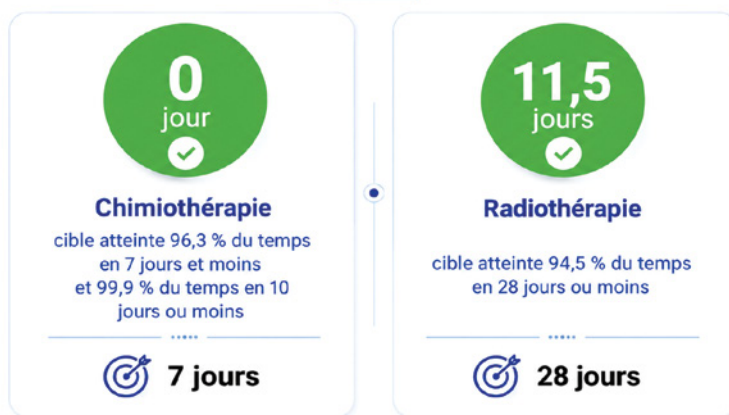 0
jour
Chimiothérapie
cible atteinte 96,3 % du temps
en 7 jours et moins
et 99,9 % du temps en 10
jours ou moins
7 jours
11,5
jours
Radiothérapie
cible atteinte 94,5 % du temps
en 28 jours ou moins
28 jours